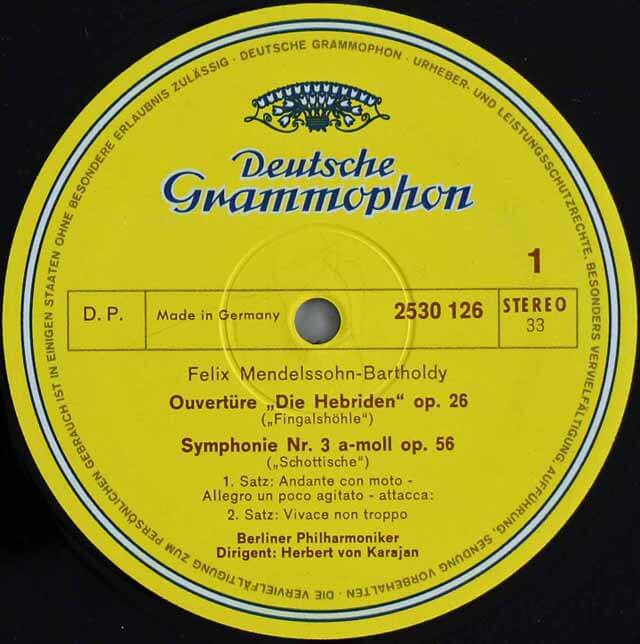 DEUTSCHE GRAMMOPHON · URHEBER- UND LEISTUNGSSCHUTZRECHTE, BESONDERS VERVIELFÄLTIGUNG, AUFFÜHRUNG, SENDUNG VORBEHALTEN · DIE VERVIELFÄLTIGUNG ZUM PERSÖNLICHEN GEBRAUCH IST IN EINIGEN STAATEN OHNE BESONDERE ERLAUBNIS ZULÄSSIG ·
Deutsche
Grammophon
1
D. P. Made in Germany 2530 126 STEREO
33
Felix Mendelssohn-Bartholdy
Ouvertüre „Die Hebriden“ op. 26
(„Fingalshöhle“)
Symphonie Nr. 3 a-moll op. 56
(„Schottische“)
1. Satz: Andante con moto -
Allegro un poco agitato - attacca:
2. Satz: Vivace non troppo
Berliner Philharmoniker
Dirigent: Herbert von Karajan